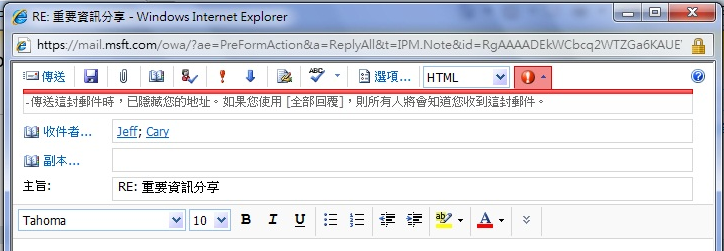 RE: 重要資訊分享 - Windows Internet Explorer
https://mail.msft.com/owa/?ae=PreFormAction&a=ReplyAll&t=IPM.Note&id=RgAAAADEkWCbcq2WTZGa6KAUE
傳送 ABC 選項... HTML
-傳送這封郵件時，已隱藏您的地址。如果您使用 [全部回覆]，則所有人將會知道您收到這封郵件。
收件者... Jeff; Cary
副本...
主旨: RE: 重要資訊分享
Tahoma 10 B I U ab A